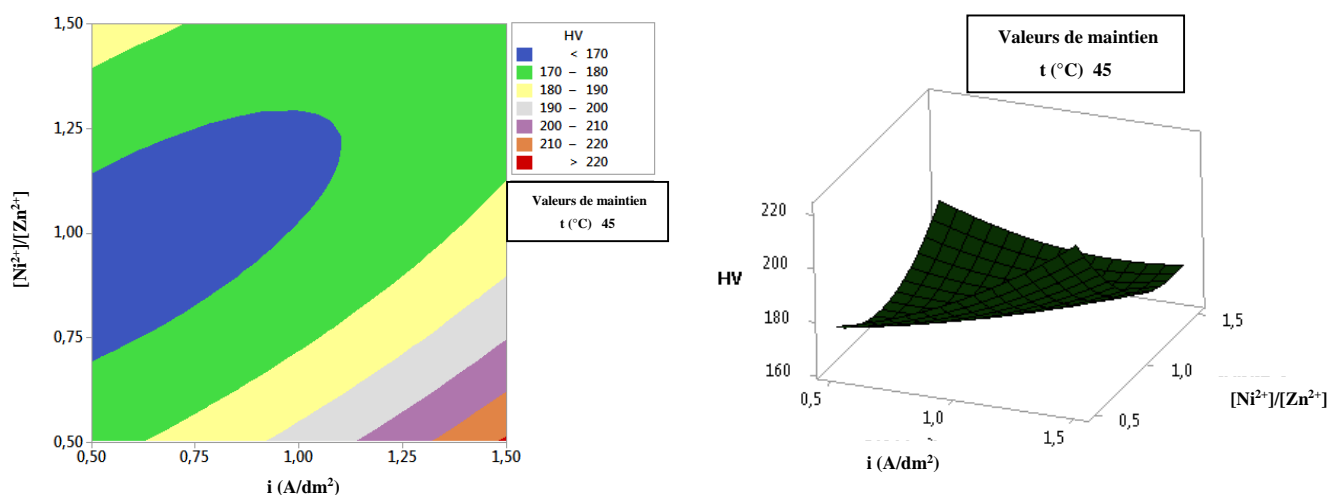 1,50
1,25
1,00
0,75
0,50
[Ni²⁺]/[Zn²⁺]
0,50 0,75 1,00 1,25 1,50
i (A/dm²)
HV
< 170
170 – 180
180 – 190
190 – 200
200 – 210
210 – 220
> 220
Valeurs de maintien
t (°C) 45
Valeurs de maintien
t (°C) 45
220
200
180
160
HV
0,5
1,0
1,5
i (A/dm²)
0,5
1,0
1,5
[Ni²⁺]/[Zn²⁺]